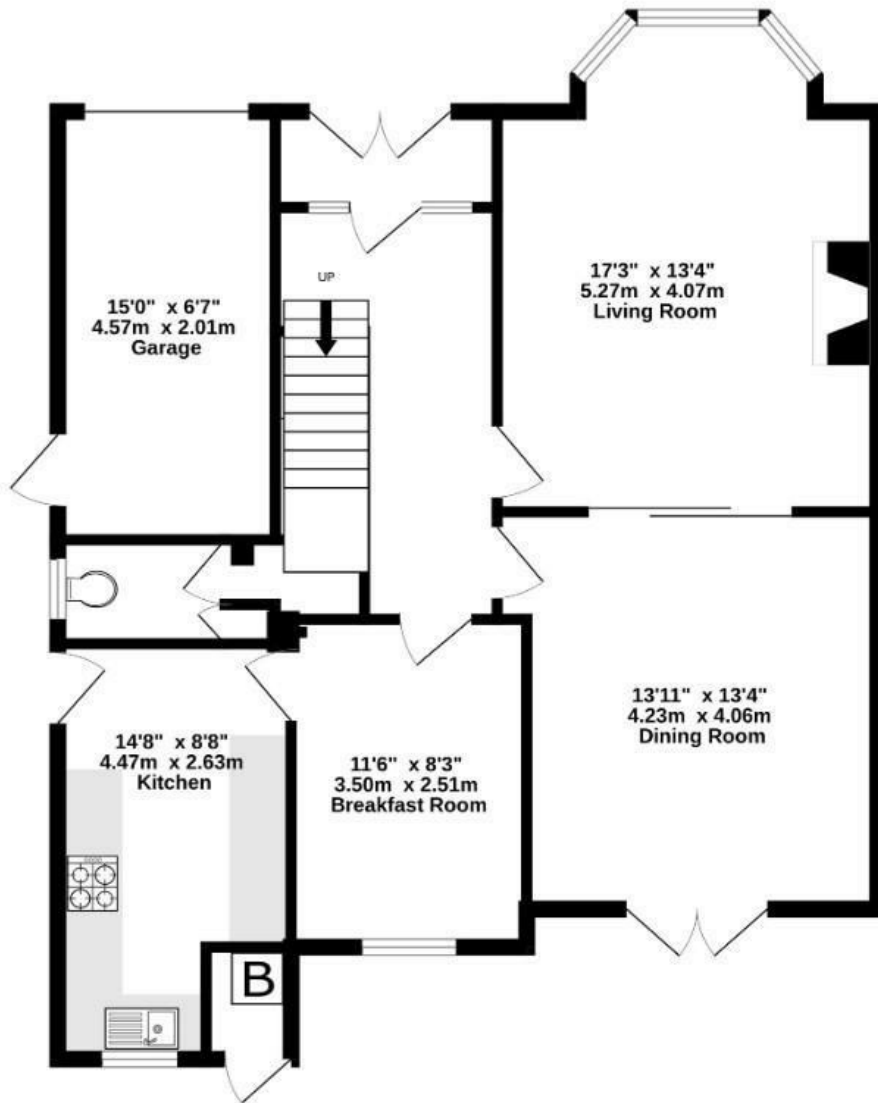 UP
17'3" x 13'4"
5.27m x 4.07m
Living Room
15'0" x 6'7"
4.57m x 2.01m
Garage
13'11" x 13'4"
4.23m x 4.06m
Dining Room
14'8" x 8'8"
4.47m x 2.63m
Kitchen
11'6" x 8'3"
3.50m x 2.51m
Breakfast Room
B